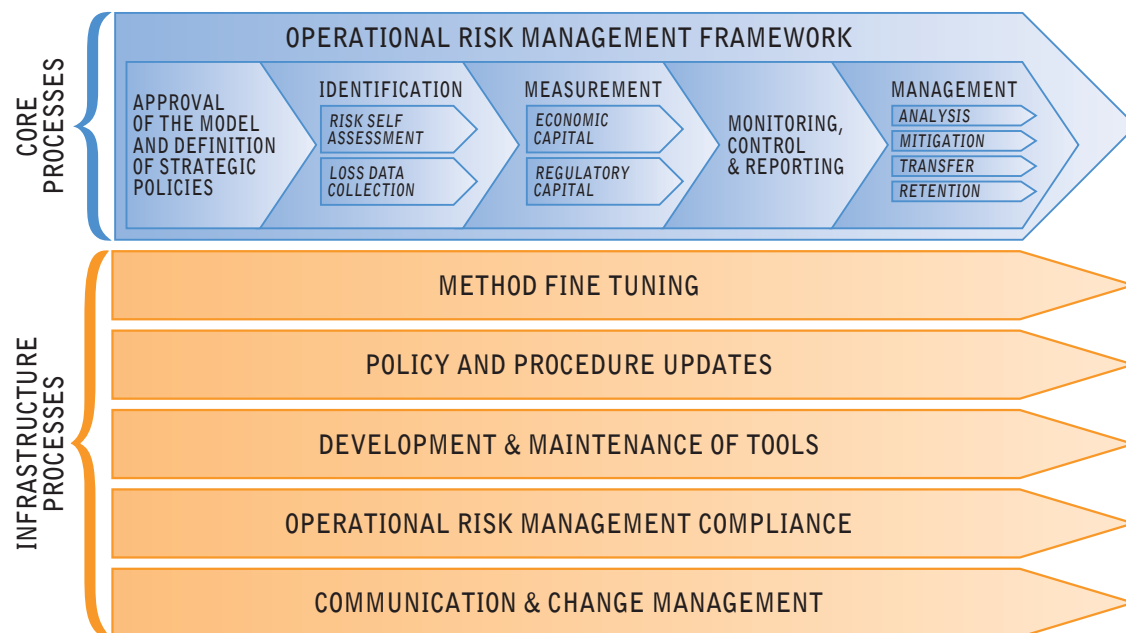 CORE
PROCESSES
OPERATIONAL RISK MANAGEMENT FRAMEWORK
APPROVAL
OF THE MODEL
AND DEFINITION
OF STRATEGIC
POLICIES
IDENTIFICATION
RISK SELF
ASSESSMENT
LOSS DATA
COLLECTION
MEASUREMENT
ECONOMIC
CAPITAL
REGULATORY
CAPITAL
MONITORING,
CONTROL
& REPORTING
MANAGEMENT
ANALYSIS
MITIGATION
TRANSFER
RETENTION
INFRASTRUCTURE
PROCESSES
METHOD FINE TUNING
POLICY AND PROCEDURE UPDATES
DEVELOPMENT & MAINTENANCE OF TOOLS
OPERATIONAL RISK MANAGEMENT COMPLIANCE
COMMUNICATION & CHANGE MANAGEMENT